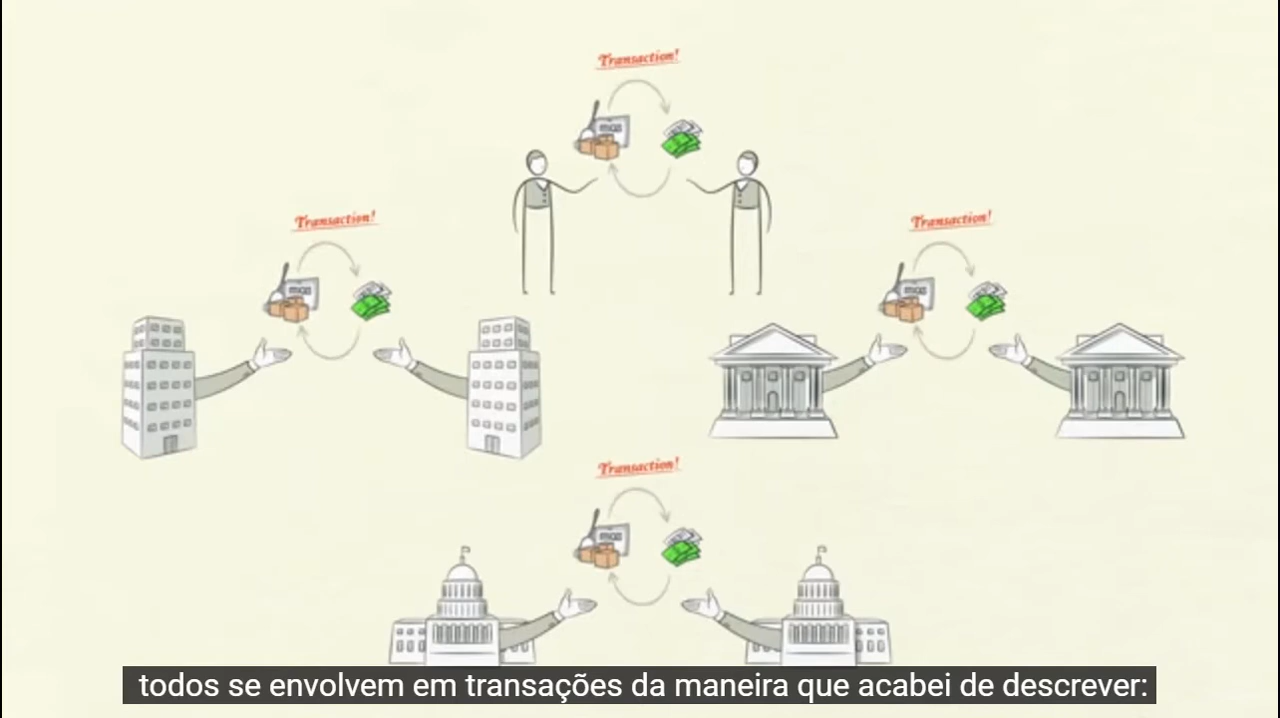 Transaction!
Transaction!
Transaction!
Transaction!
todos se envolvem em transações da maneira que acabei de descrever: